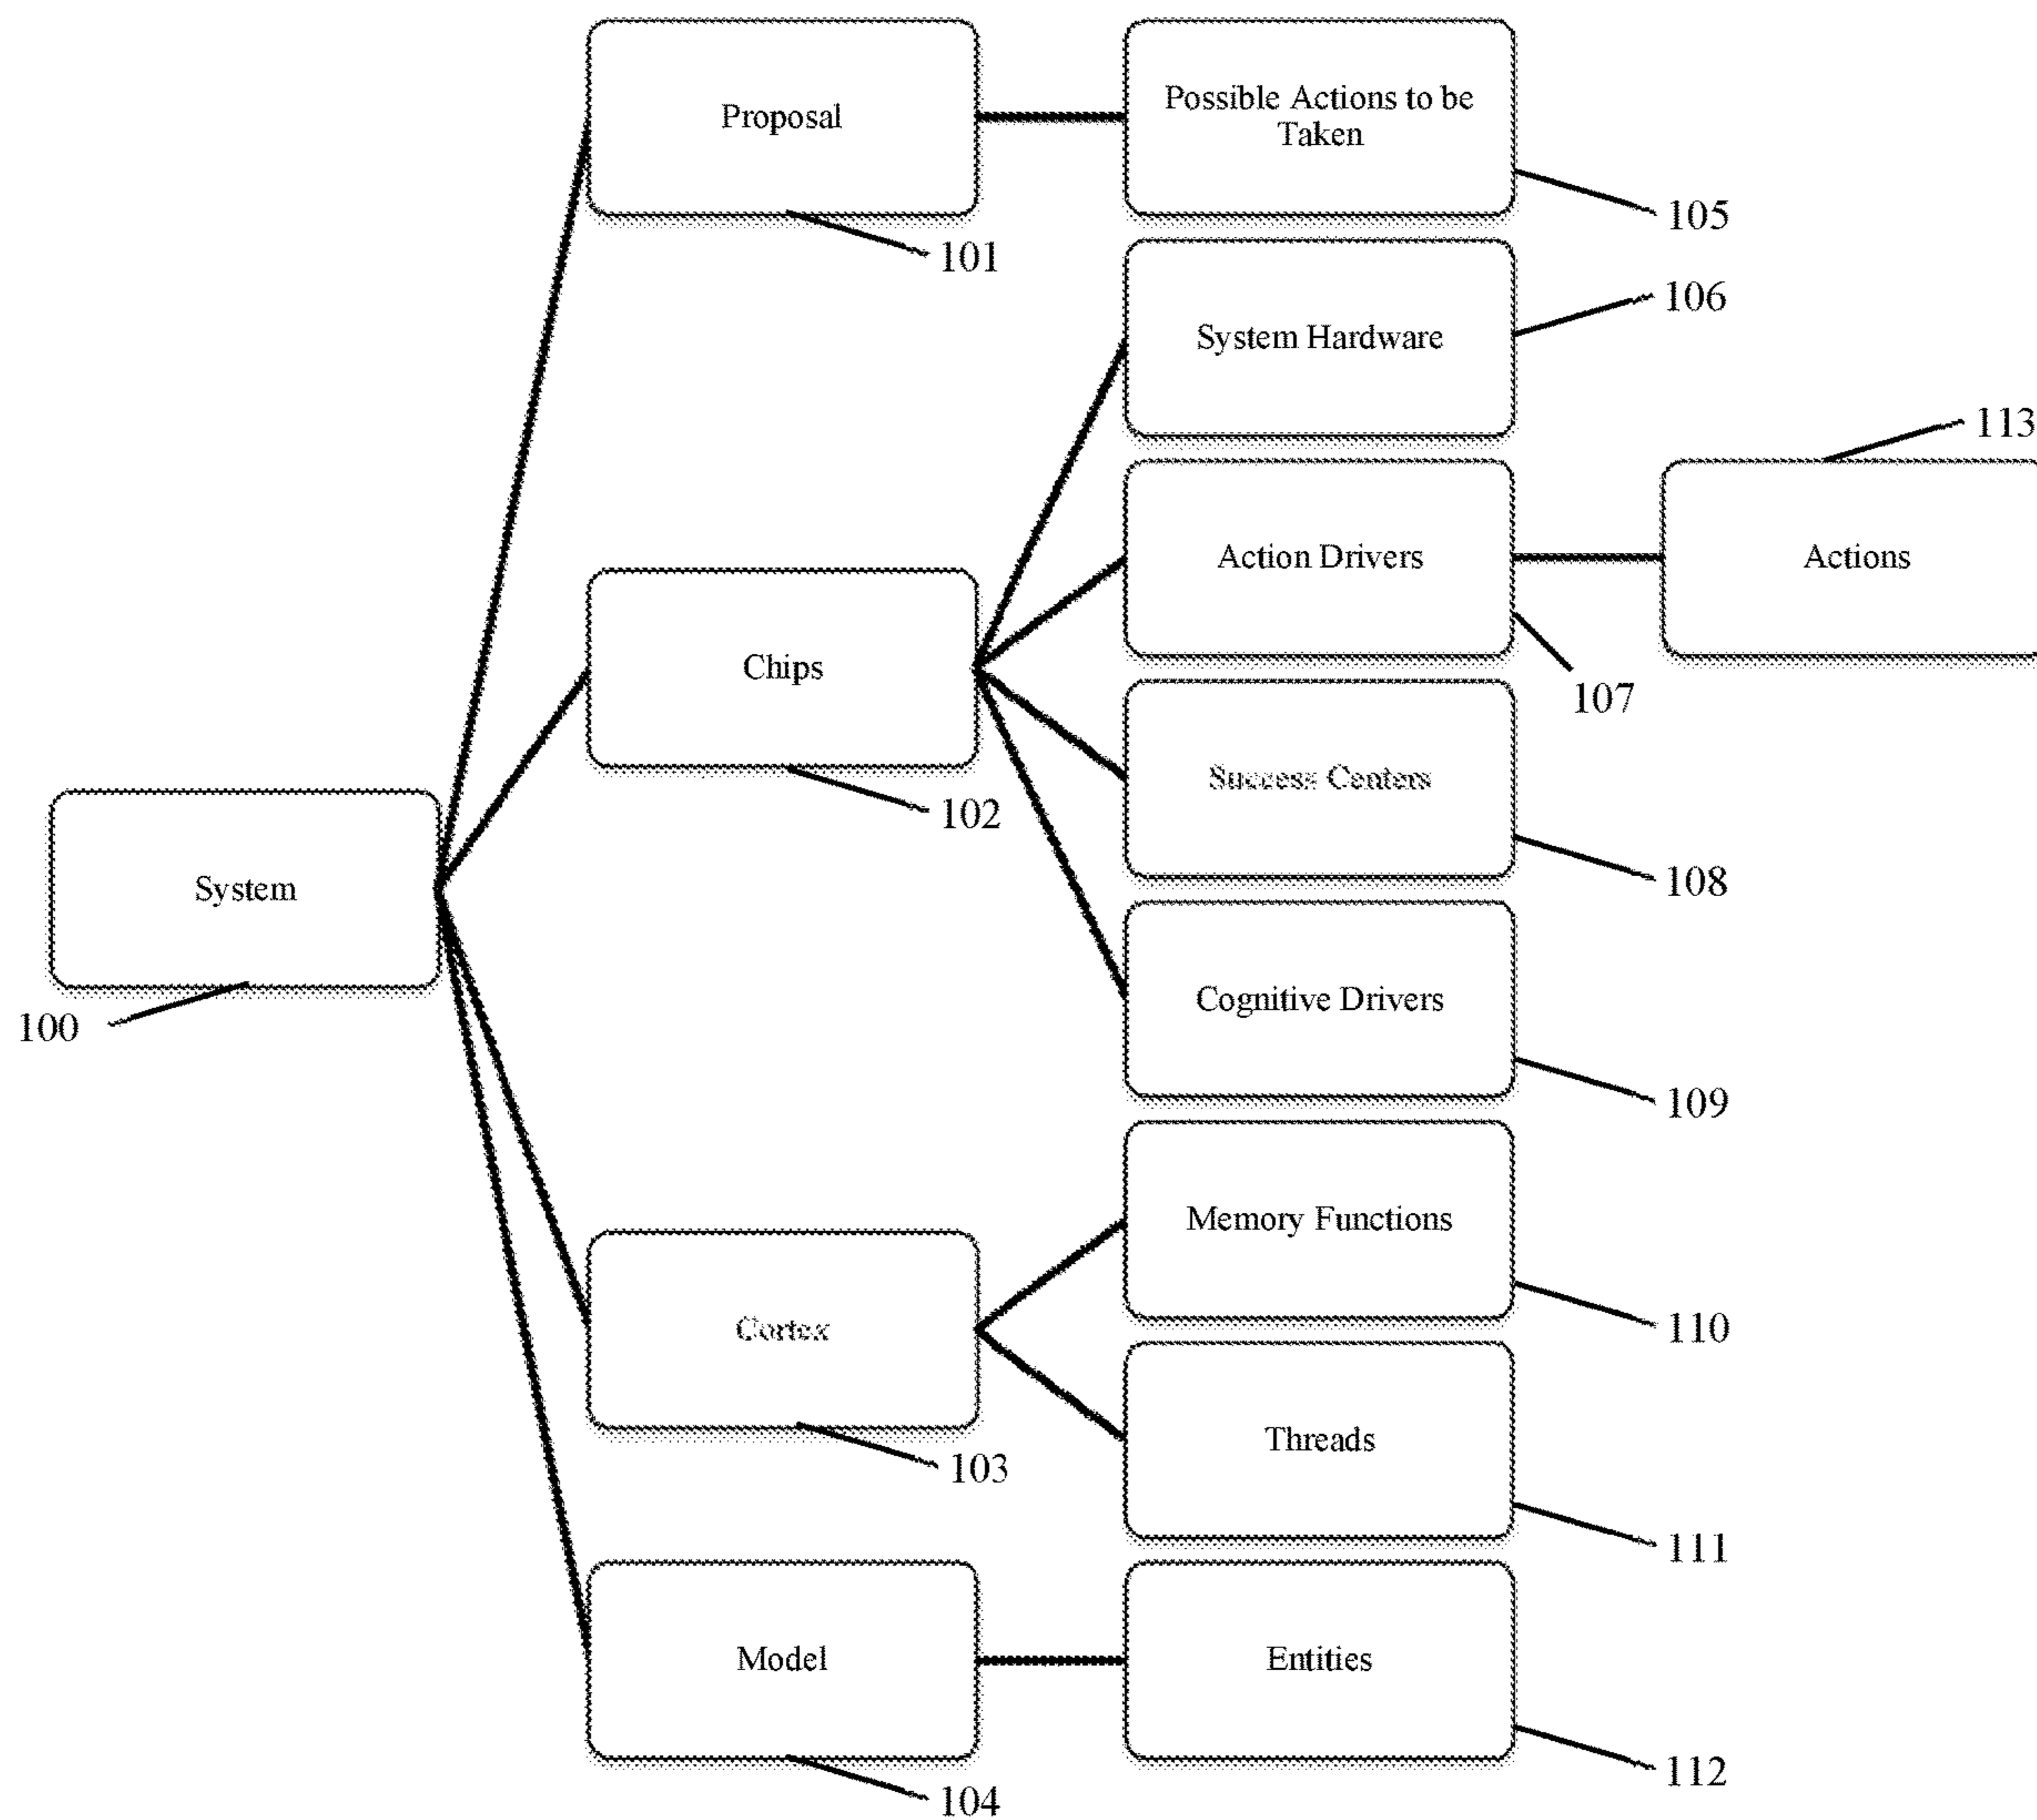 Proposal
101
Possible Actions to be
Taken
105
System Hardware
106
Action Drivers
107
Actions
113
Chips
102
Success Centers
108
System
100
Cognitive Drivers
109
Memory Functions
110
Cortex
103
Threads
111
Model
104
Entities
112